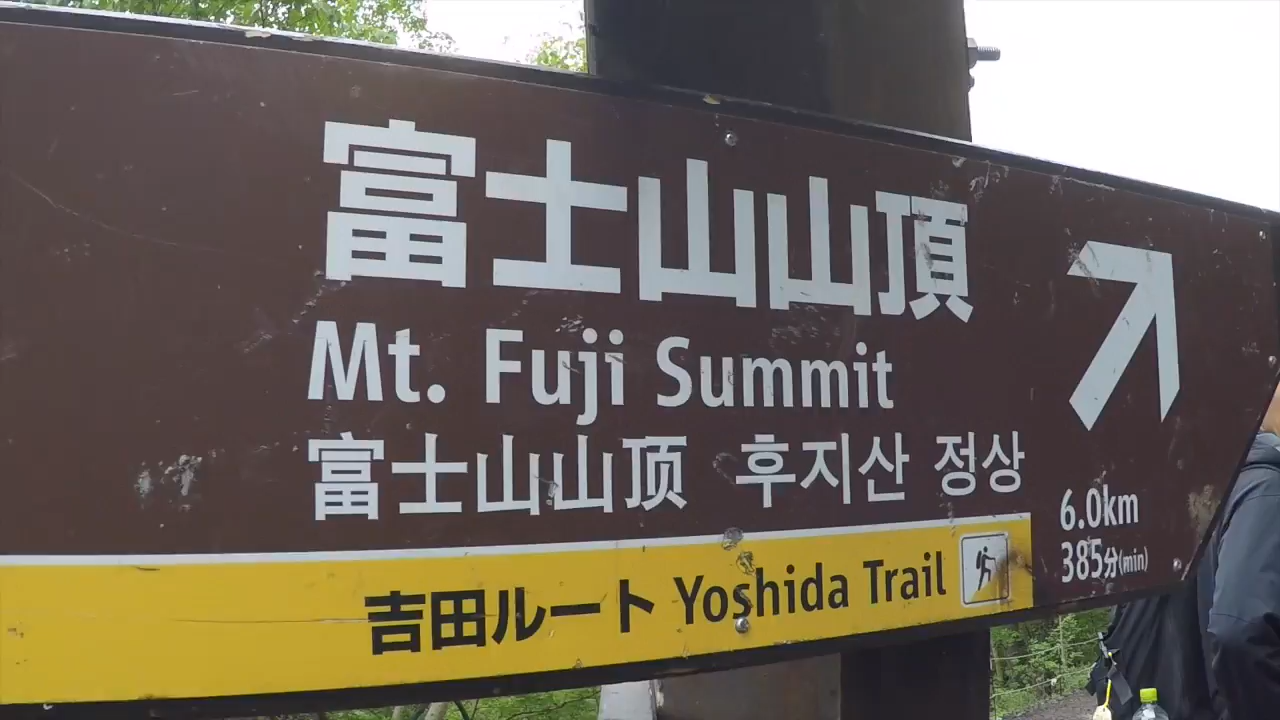 富士山山頂
Mt. Fuji Summit
富士山山顶 후지산 정상
6.0km
385分(min)
吉田ルート Yoshida Trail